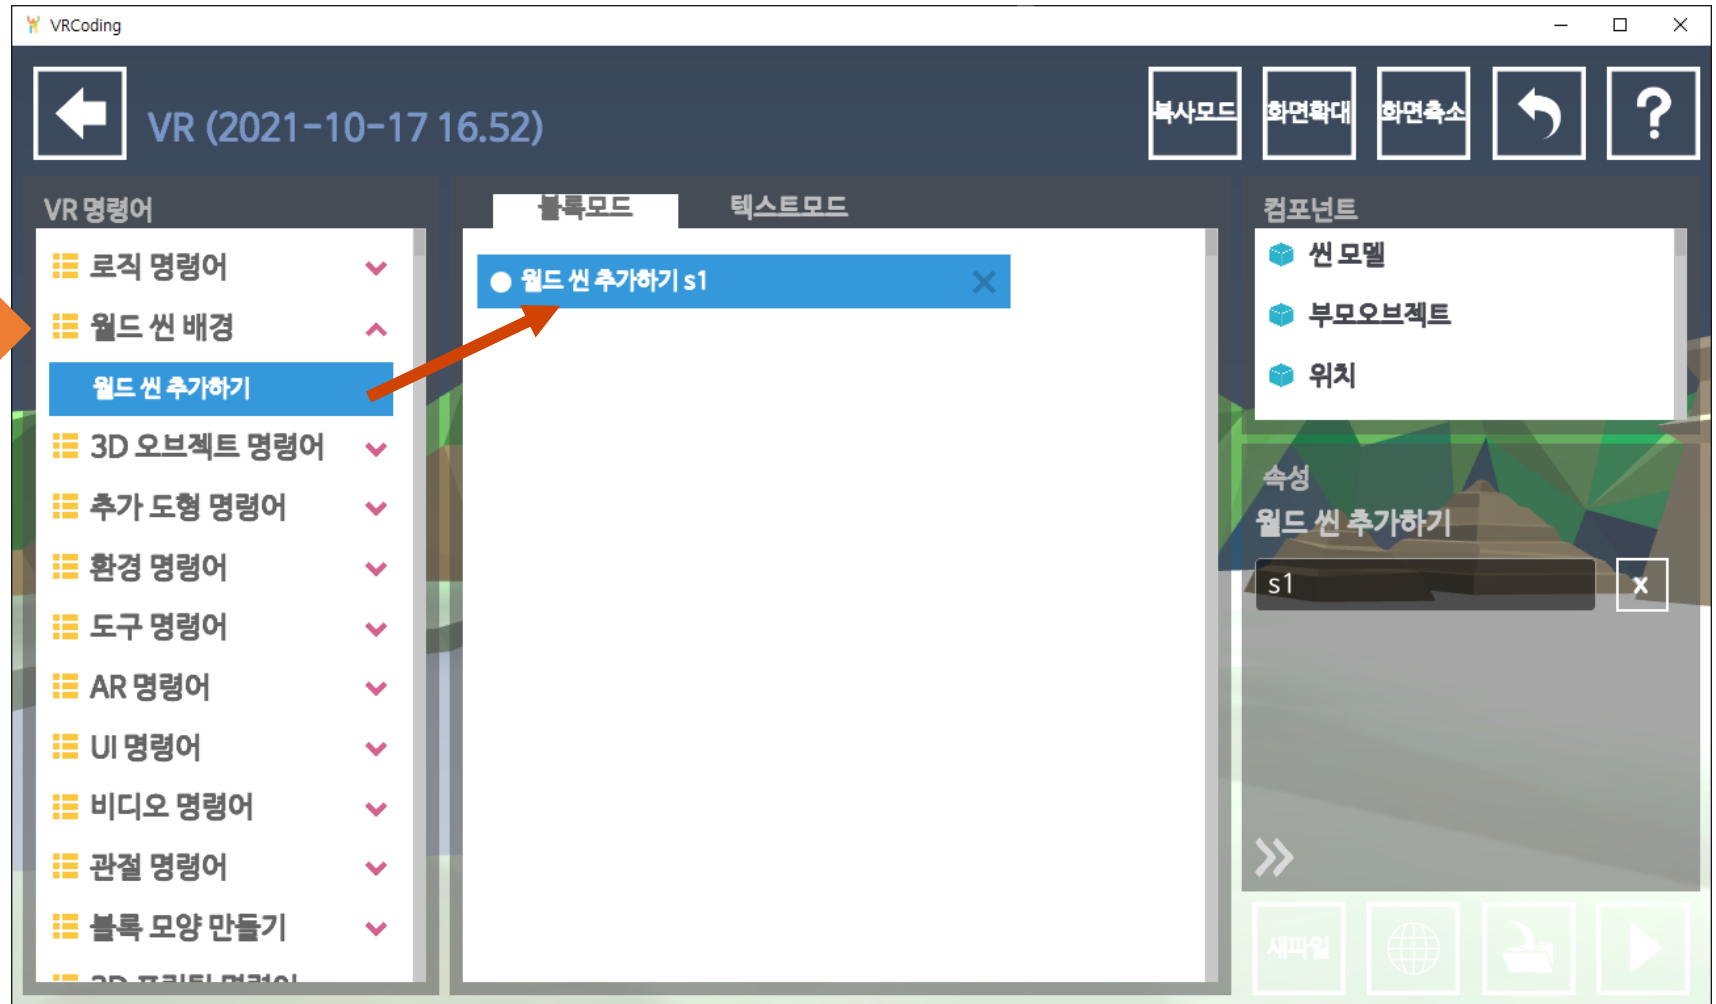 VRCoding
VR (2021-10-17 16.52)
복사모드
화면확대
화면축소
VR 명령어
로직 명령어
월드 씬 배경
월드 씬 추가하기
3D 오브젝트 명령어
추가 도형 명령어
환경 명령어
도구 명령어
AR 명령어
UI 명령어
비디오 명령어
관절 명령어
블록 모양 만들기
블록모드
텍스트모드
월드 씬 추가하기 s1
컴포넌트
씬 모델
부모오브젝트
위치
속성
월드 씬 추가하기
s1
x
새파일